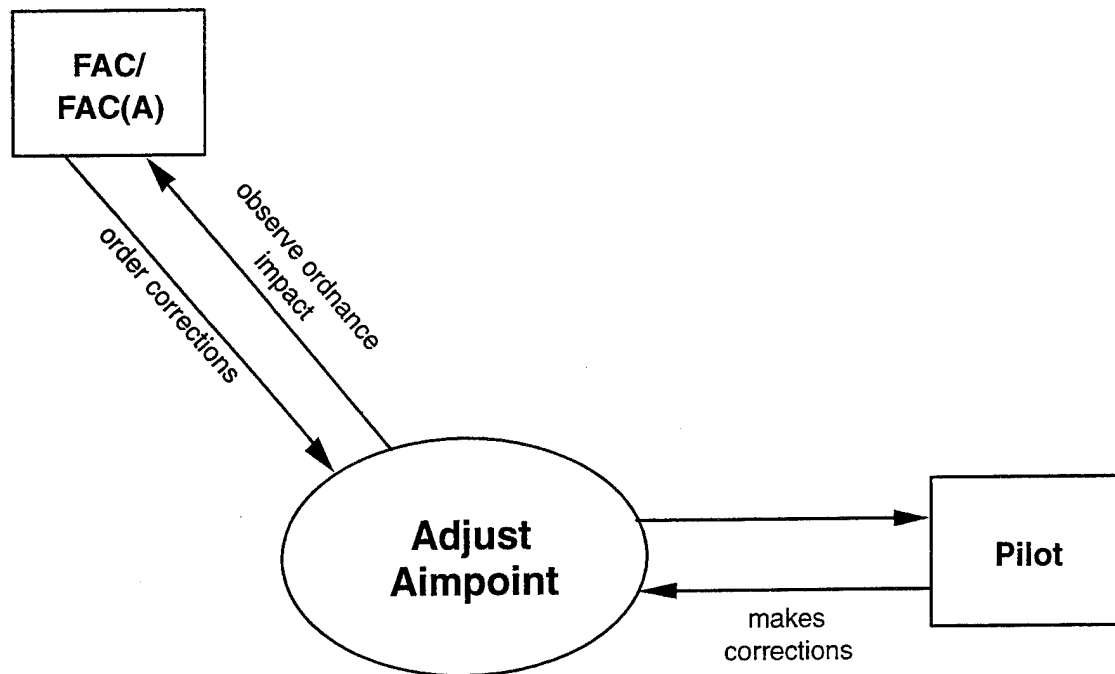 FAC/
FAC(A)
observe ordnance
impact
order corrections
Adjust
Aimpoint
Pilot
makes
corrections